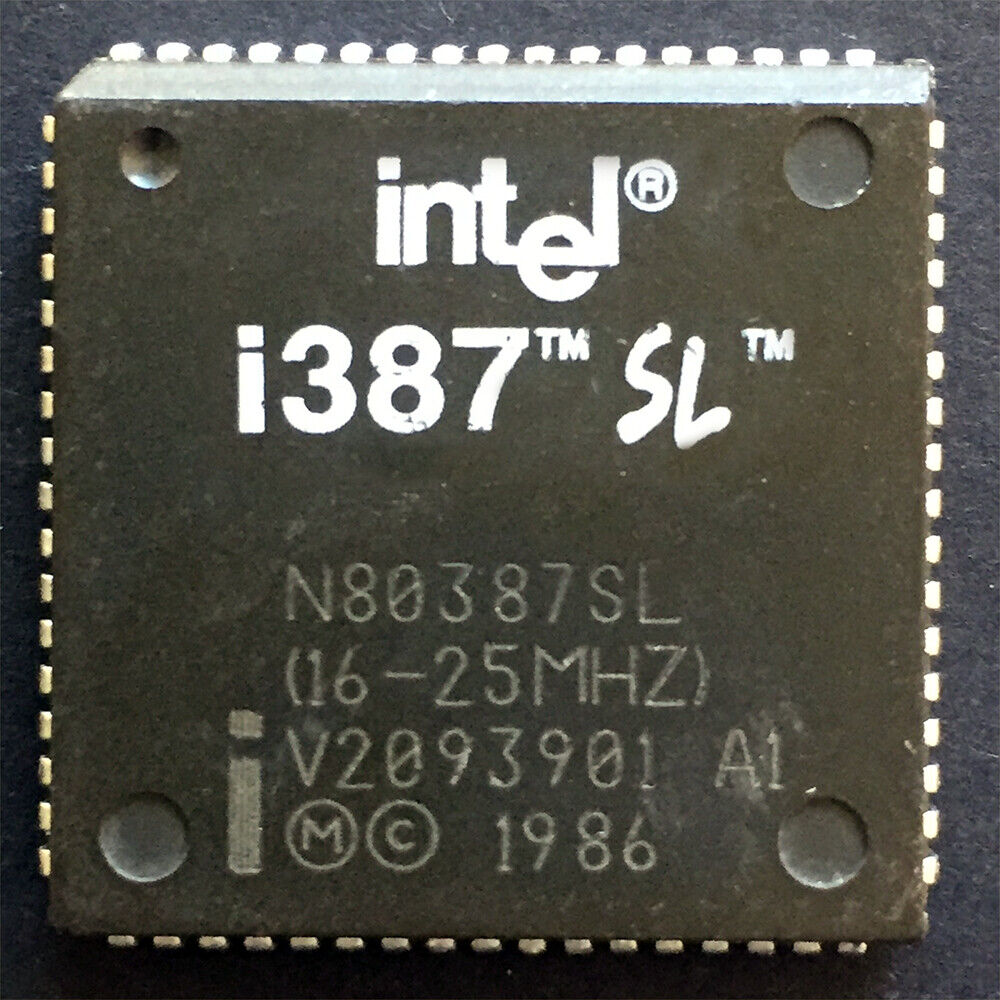 intel®
i387™ SL™
N80387SL
(16-25MHZ)
i V2093901 A1
Ⓜ © 1986